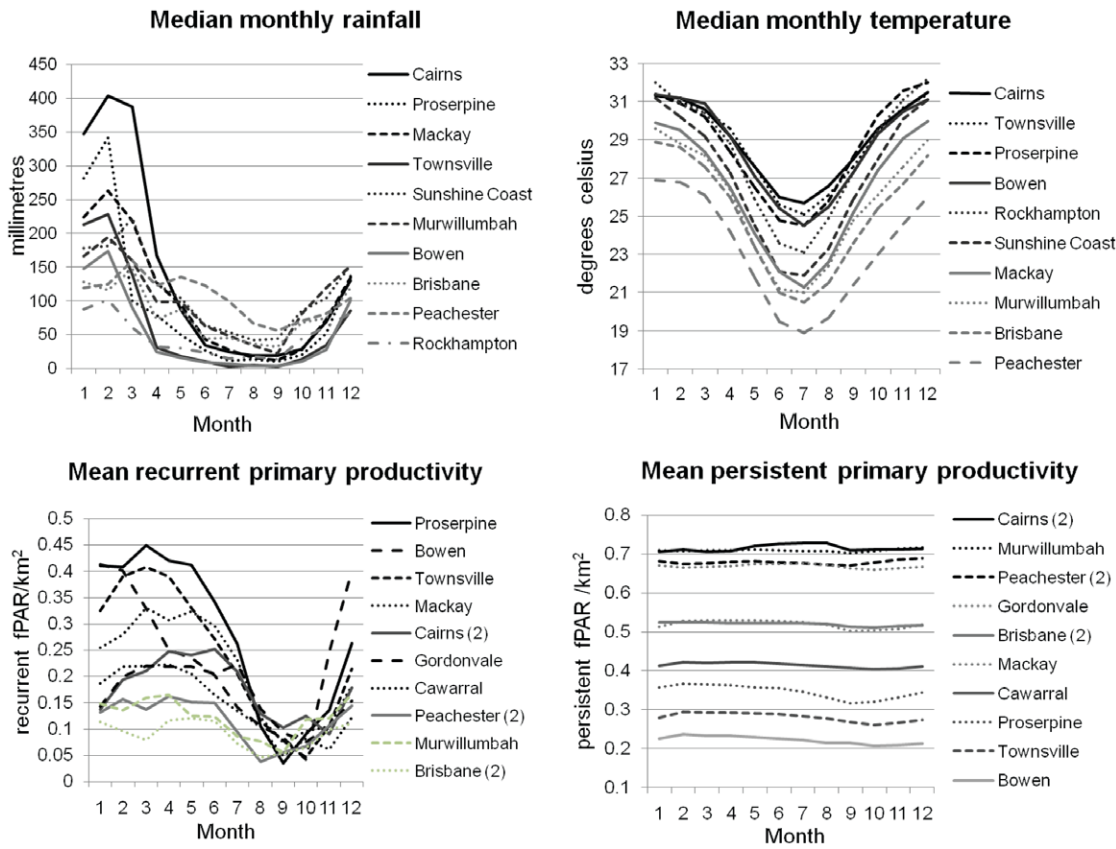 Median monthly rainfall
millimetres
450
400
350
300
250
200
150
100
50
0
1 2 3 4 5 6 7 8 9 10 11 12
Month
Cairns
Proserpine
Mackay
Townsville
Sunshine Coast
Murwillumbah
Bowen
Brisbane
Peachester
Rockhampton
Median monthly temperature
degrees celsius
33
31
29
27
25
23
21
19
17
1 2 3 4 5 6 7 8 9 10 11 12
Month
Cairns
Townsville
Proserpine
Bowen
Rockhampton
Sunshine Coast
Mackay
Murwillumbah
Brisbane
Peachester
Mean recurrent primary productivity
recurrent fPAR/km²
0.5
0.45
0.4
0.35
0.3
0.25
0.2
0.15
0.1
0.05
0
1 2 3 4 5 6 7 8 9 10 11 12
Month
Proserpine
Bowen
Townsville
Mackay
Cairns (2)
Gordonvale
Cawarral
Peachester (2)
Murwillumbah
Brisbane (2)
Mean persistent primary productivity
persistent fPAR /km²
0.8
0.7
0.6
0.5
0.4
0.3
0.2
0.1
1 2 3 4 5 6 7 8 9 10 11 12
Month
Cairns (2)
Murwillumbah
Peachester (2)
Gordonvale
Brisbane (2)
Mackay
Cawarral
Proserpine
Townsville
Bowen